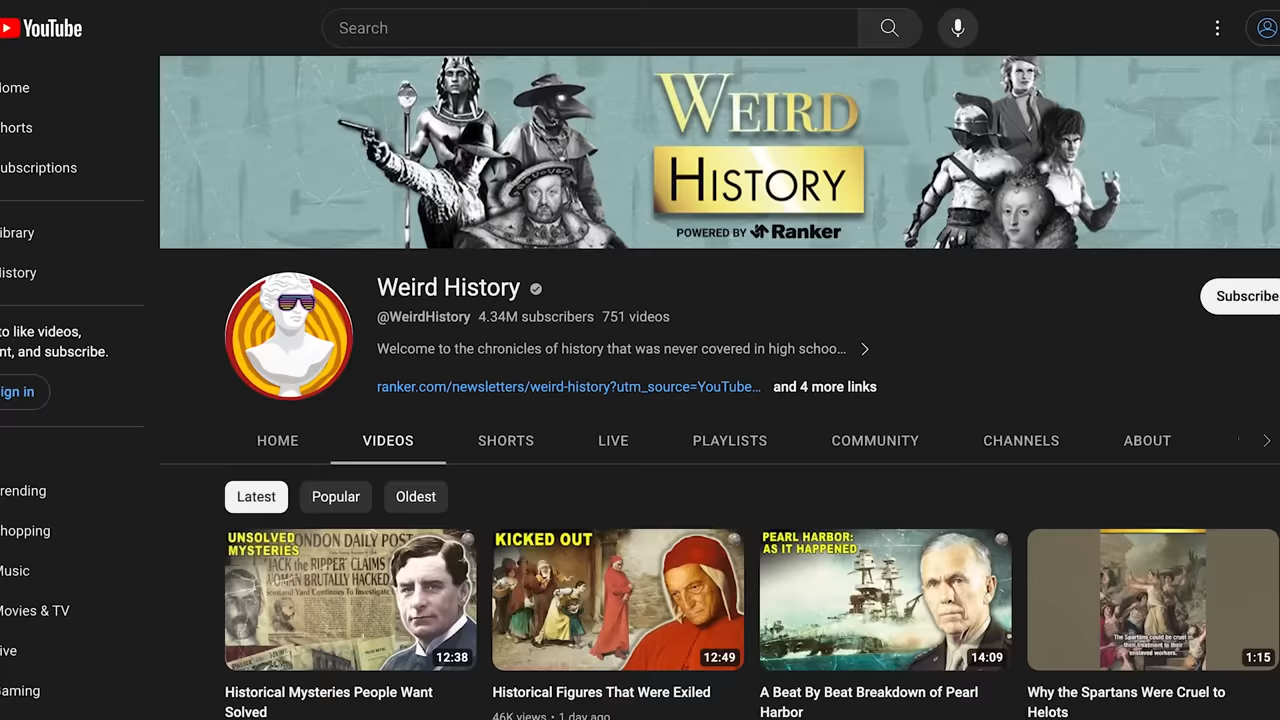 YouTube
Search
ome
horts
ubscriptions
ibrary
istory
to like videos,
nt, and subscribe.
ign in
rending
hopping
Music
Movies & TV
ive
aming
WEIRD
HISTORY
POWERED BY Ranker
Weird History
@WeirdHistory 4.34M subscribers 751 videos
Welcome to the chronicles of history that was never covered in high schoo...
ranker.com/newsletters/weird-history?utm_source=YouTube... and 4 more links
Subscribe
HOME VIDEOS SHORTS LIVE PLAYLISTS COMMUNITY CHANNELS ABOUT
Latest Popular Oldest
UNSOLVED
MYSTERIES
LONDON DAILY POST
"JACK the RIPPER" CLAIMS
WOMAN BRUTALLY HACKED
Scotland Yard Continues To Investigate
12:38
Historical Mysteries People Want
Solved
KICKED OUT
12:49
Historical Figures That Were Exiled
46K views • 1 day ago
PEARL HARBOR:
AS IT HAPPENED
14:09
A Beat By Beat Breakdown of Pearl
Harbor
The Spartans could be cruel in
their treatment to their
enslaved workers.
1:15
Why the Spartans Were Cruel to
Helots